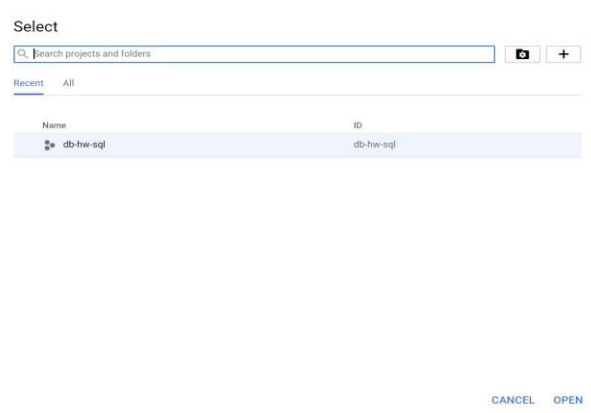 Select
Search projects and folders
Recent All
Name ID
db-hw-sql db-hw-sql
CANCEL OPEN